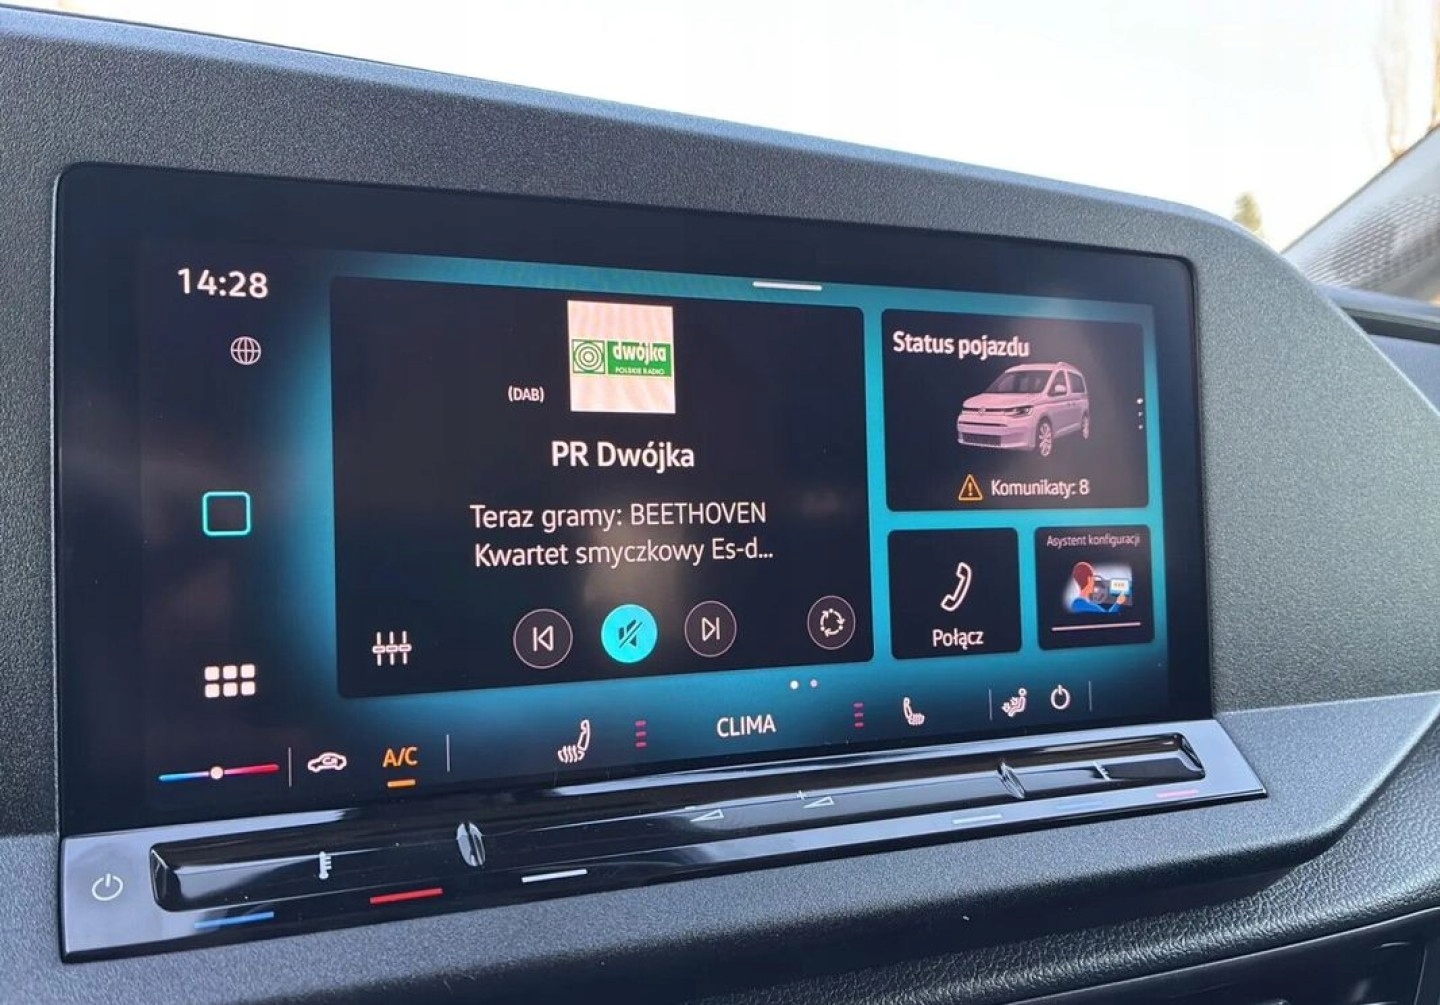 14:28
dwójka
POLSKIE RADIO
(DAB)
PR Dwójka
Teraz gramy: BEETHOVEN
Kwartet smyczkowy Es-d...
Status pojazdu
Komunikaty: 8
Połącz
Asystent konfiguracji
A/C
CLIMA